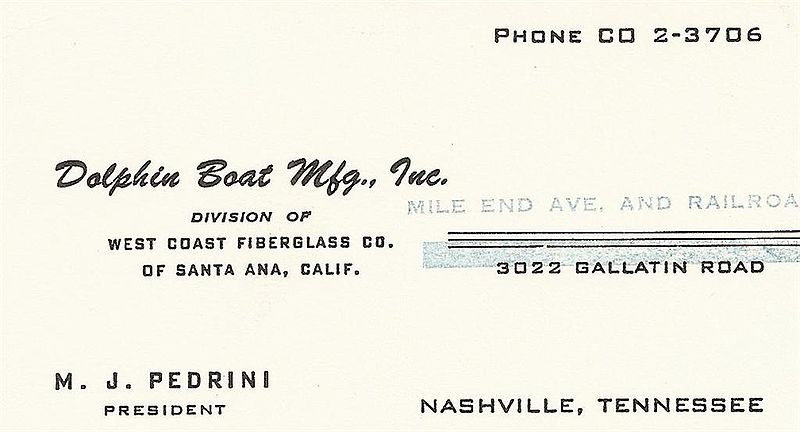 PHONE CO 2-3706
Dolphin Boat Mfg., Inc.
DIVISION OF
WEST COAST FIBERGLASS CO.
OF SANTA ANA, CALIF.
MILE END AVE. AND RAILROA
3022 GALLATIN ROAD
M. J. PEDRINI
PRESIDENT
NASHVILLE, TENNESSEE